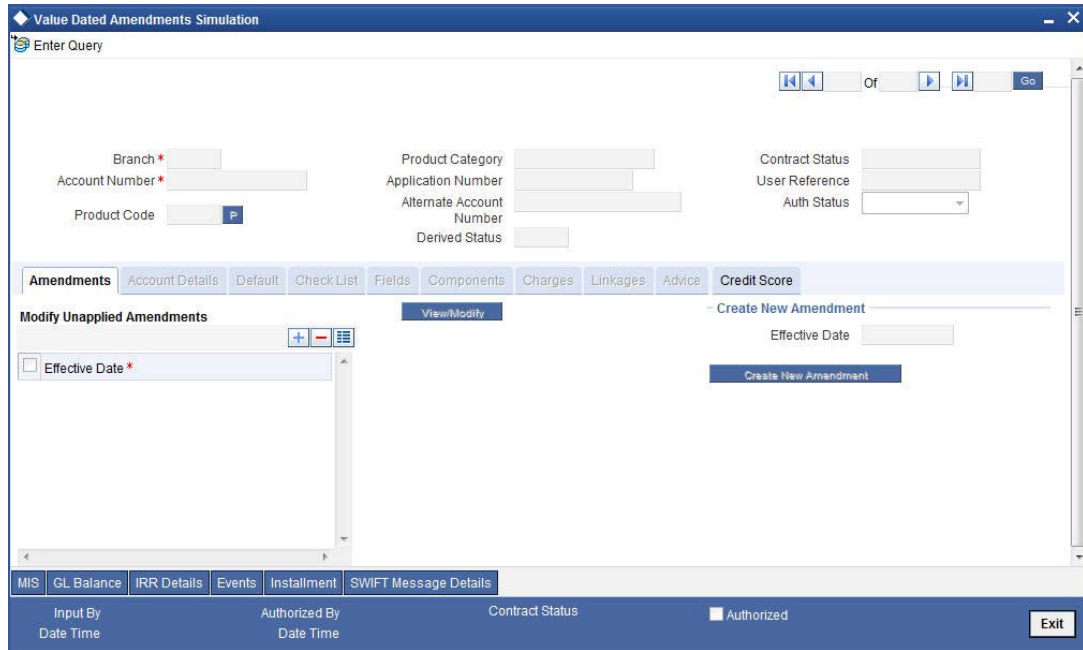 Value Dated Amendments Simulation
Enter Query
Of
Go
Branch *
Account Number *
Product Code
P
Product Category
Application Number
Alternate Account
Number
Derived Status
Contract Status
User Reference
Auth Status
Amendments Account Details Default Check List Fields Components Charges Linkages Advice Credit Score
Modify Unapplied Amendments
Effective Date *
View/Modify
Create New Amendment
Effective Date
Create New Amendment
MIS GL Balance IRR Details Events Installment SWIFT Message Details
Input By
Date Time
Authorized By
Date Time
Contract Status
Authorized
Exit